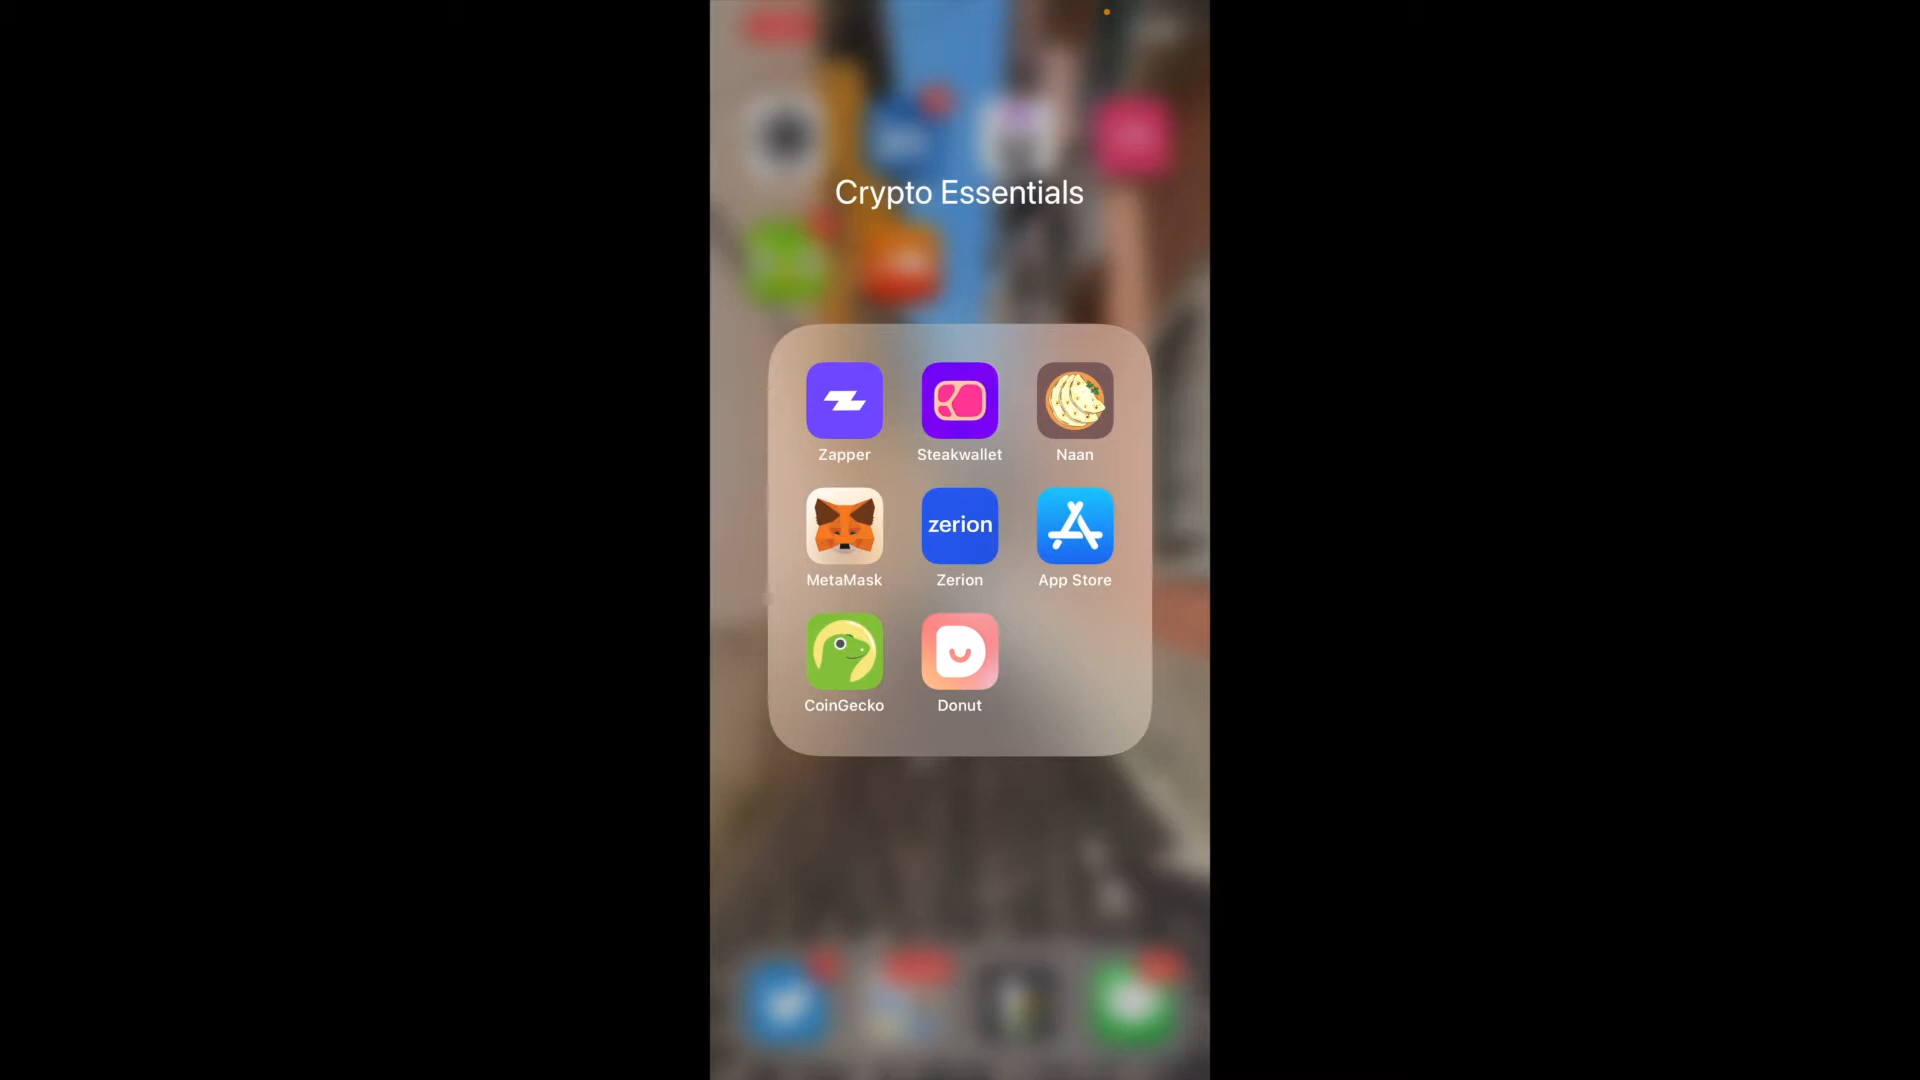 Crypto Essentials
Zapper
Steakwallet
Naan
zerion
MetaMask
Zerion
App Store
CoinGecko
Donut